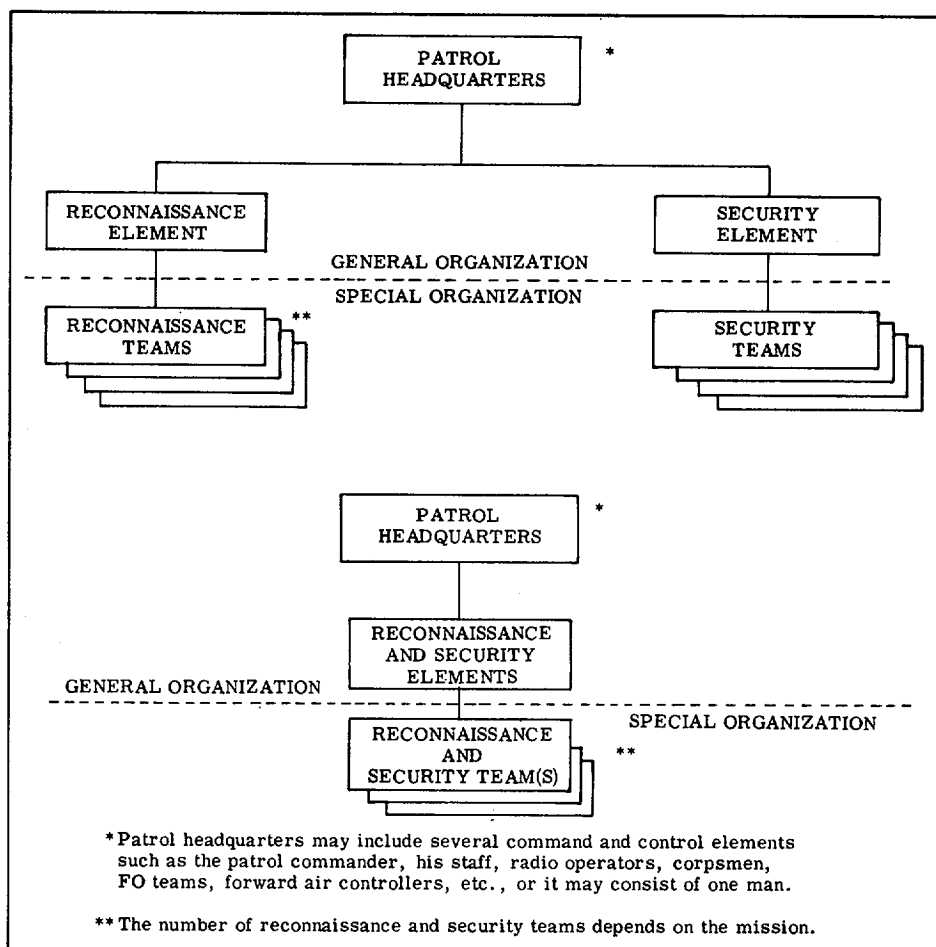 PATROL
HEADQUARTERS
*
RECONNAISSANCE
ELEMENT
SECURITY
ELEMENT
GENERAL ORGANIZATION
SPECIAL ORGANIZATION
RECONNAISSANCE
TEAMS
**
SECURITY
TEAMS
PATROL
HEADQUARTERS
*
RECONNAISSANCE
AND SECURITY
ELEMENTS
GENERAL ORGANIZATION
SPECIAL ORGANIZATION
RECONNAISSANCE
AND
SECURITY TEAM(S)
**
* Patrol headquarters may include several command and control elements
such as the patrol commander, his staff, radio operators, corpsmen,
FO teams, forward air controllers, etc., or it may consist of one man.
** The number of reconnaissance and security teams depends on the mission.